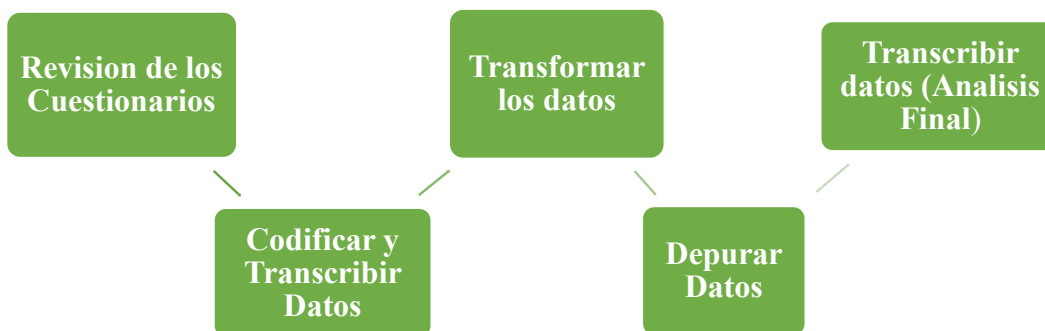 Revision de los
Cuestionarios
Codificar y
Transcribir
Datos
Transformar
los datos
Depurar
Datos
Transcribir
datos (Analisis
Final)